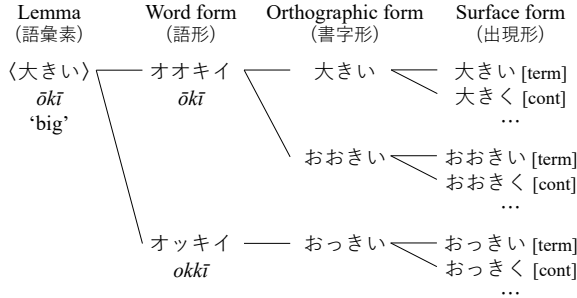 Lemma Word form Orthographic form Surface form
(語彙素) (語形) (書字形) (出現形)
〈大きい〉 オオキイ 大きい 大きい [term]
ōkī ōkī 大きく [cont]
‘big’ …
おおきい おおきい [term]
おおきく [cont]
…
オッキイ おっきい おっきい [term]
okkī おっきく [cont]
…